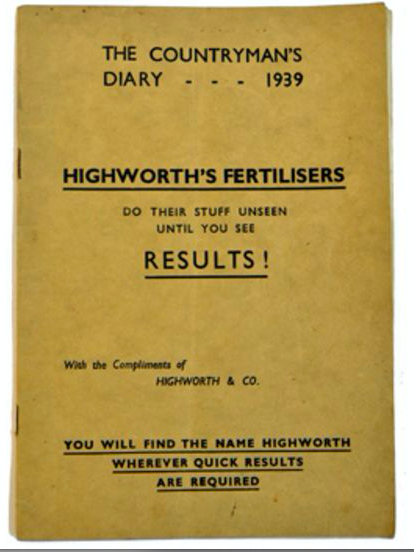 THE COUNTRYMAN'S
DIARY - - - 1939
HIGHWORTH'S FERTILISERS
DO THEIR STUFF UNSEEN
UNTIL YOU SEE
RESULTS!
With the Compliments of
HIGHWORTH & CO.
YOU WILL FIND THE NAME HIGHWORTH
WHEREVER QUICK RESULTS
ARE REQUIRED